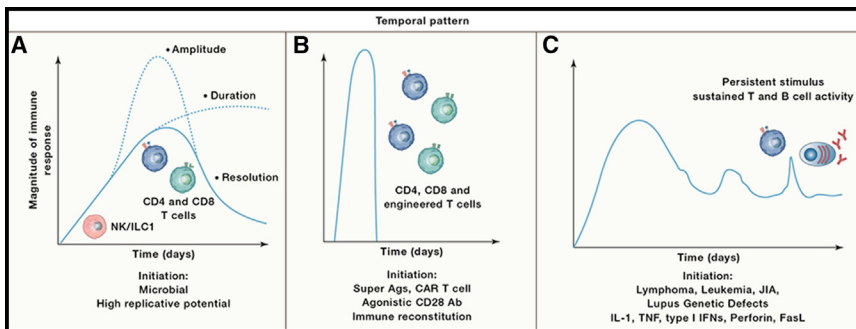 Temporal pattern
A
Magnitude of immune
response
• Amplitude
• Duration
• Resolution
CD4 and CD8
T cells
NK/ILC1
Time (days)
Initiation:
Microbial
High replicative potential
B
CD4, CD8 and
engineered T cells
Time (days)
Initiation:
Super Ags, CAR T cell
Agonistic CD28 Ab
Immune reconstitution
C
Persistent stimulus
sustained T and B cell activity
Time (days)
Initiation:
Lymphoma, Leukemia, JIA,
Lupus Genetic Defects
IL-1, TNF, type I IFNs, Perforin, FasL